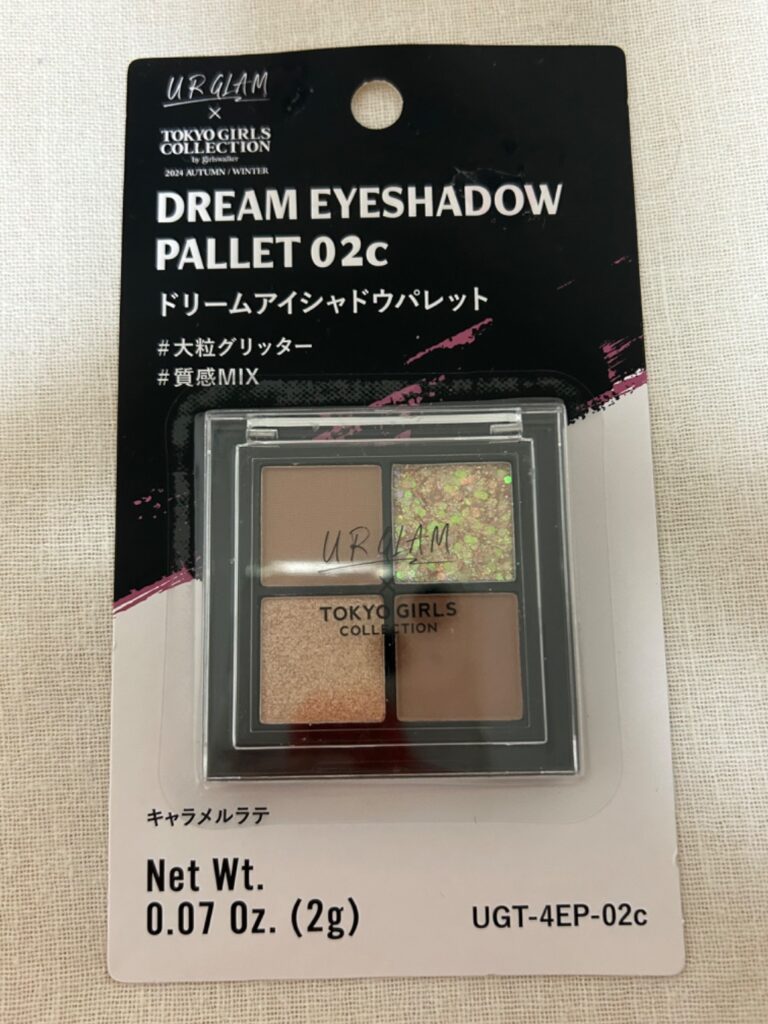 UR GLAM
×
TOKYO GIRLS
COLLECTION
by girlswalker
2024 AUTUMN / WINTER
DREAM EYESHADOW
PALLET 02c
ドリームアイシャドウパレット
#大粒グリッター
#質感MIX
UR GLAM
×
TOKYO GIRLS
COLLECTION
キャラメルラテ
Net Wt.
0.07 Oz. (2g)
UGT-4EP-02c